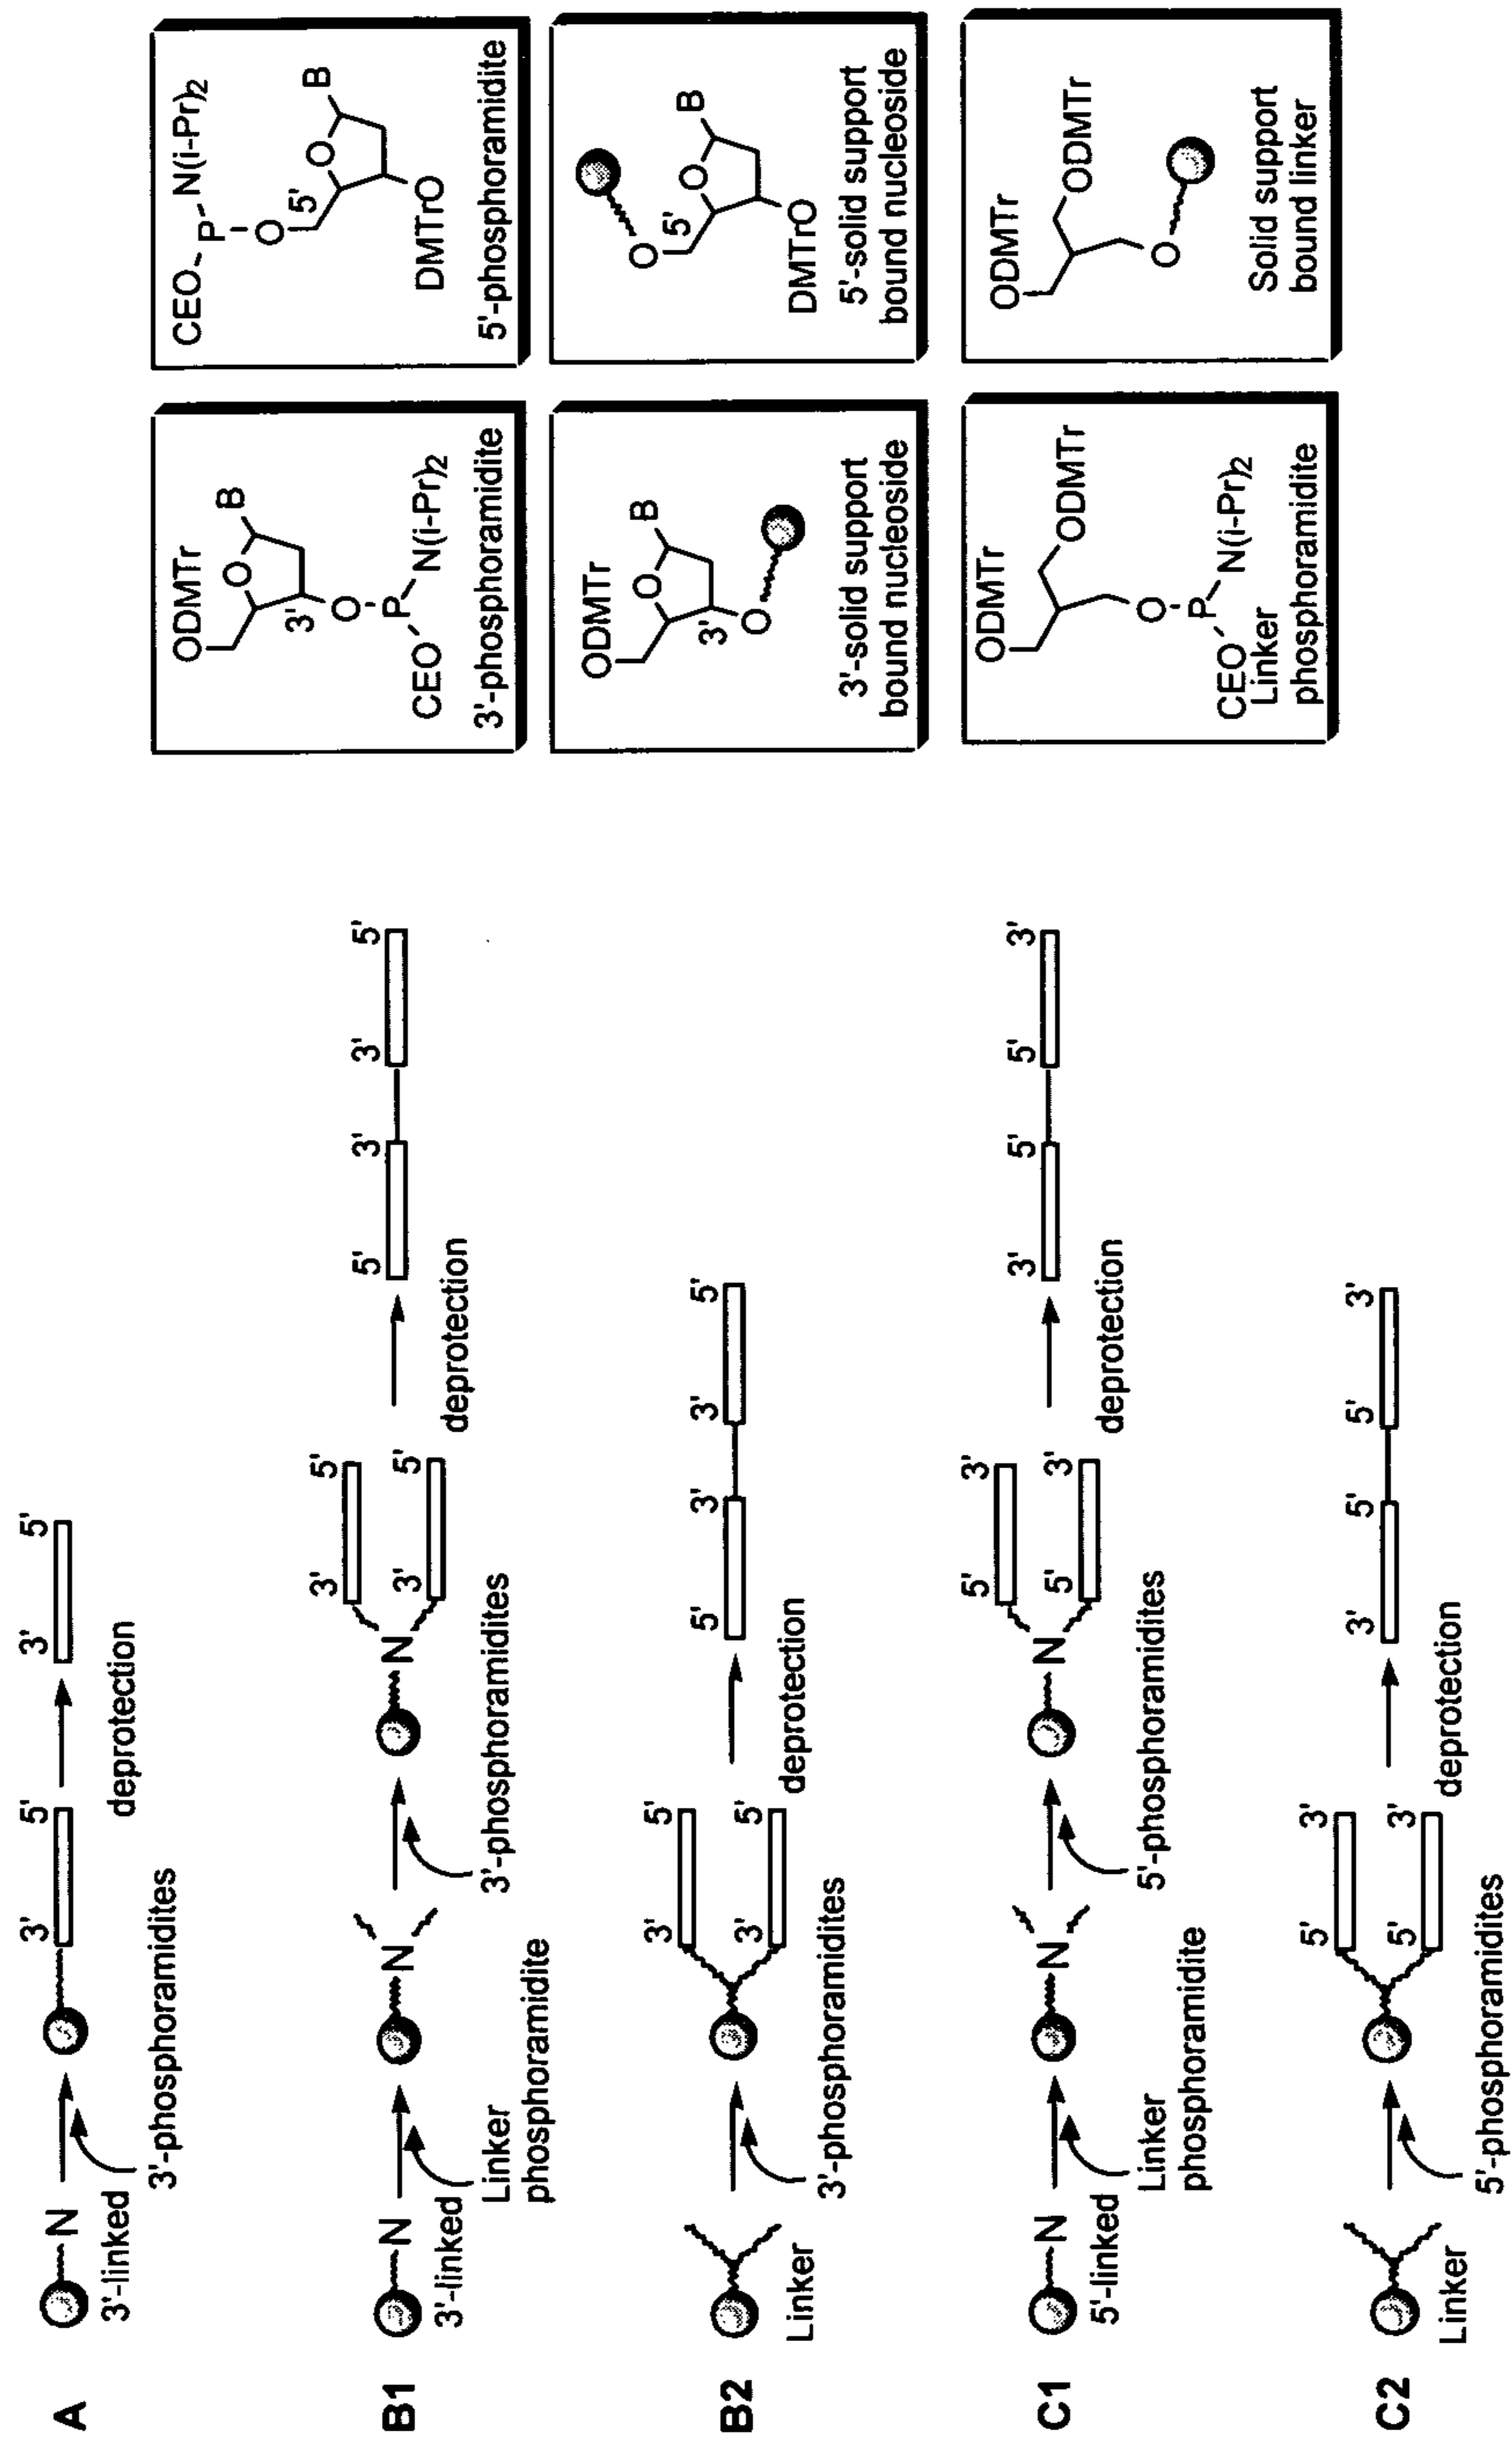 A
N
3'-linked
3'-phosphoramidites
3' 5'
deprotection
3' 5'
B1
N
3'-linked
Linker
phosphoramidite
N
3'-phosphoramidites
N
3' 5'
3' 5'
deprotection
5' 3' 3' 5'
B2
Linker
3'-phosphoramidites
3' 5'
3' 5'
deprotection
5' 3' 3' 5'
C1
N
5'-linked
Linker
phosphoramidite
N
5'-phosphoramidites
N
5' 3'
5' 3'
deprotection
3' 5' 5' 3'
C2
Linker
5'-phosphoramidites
5' 3'
5' 3'
deprotection
3' 5' 5' 3'
ODMTr
O
B
3'
O
P
CEO
N(i-Pr)2
3'-phosphoramidite
CEO
P
N(i-Pr)2
O
5'
O
B
DMTrO
5'-phosphoramidite
ODMTr
O
B
3'
O
3'-solid support
bound nucleoside
O
5'
O
B
DMTrO
5'-solid support
bound nucleoside
ODMTr
ODMTr
O
P
CEO
N(i-Pr)2
Linker
phosphoramidite
ODMTr
ODMTr
O
Solid support
bound linker